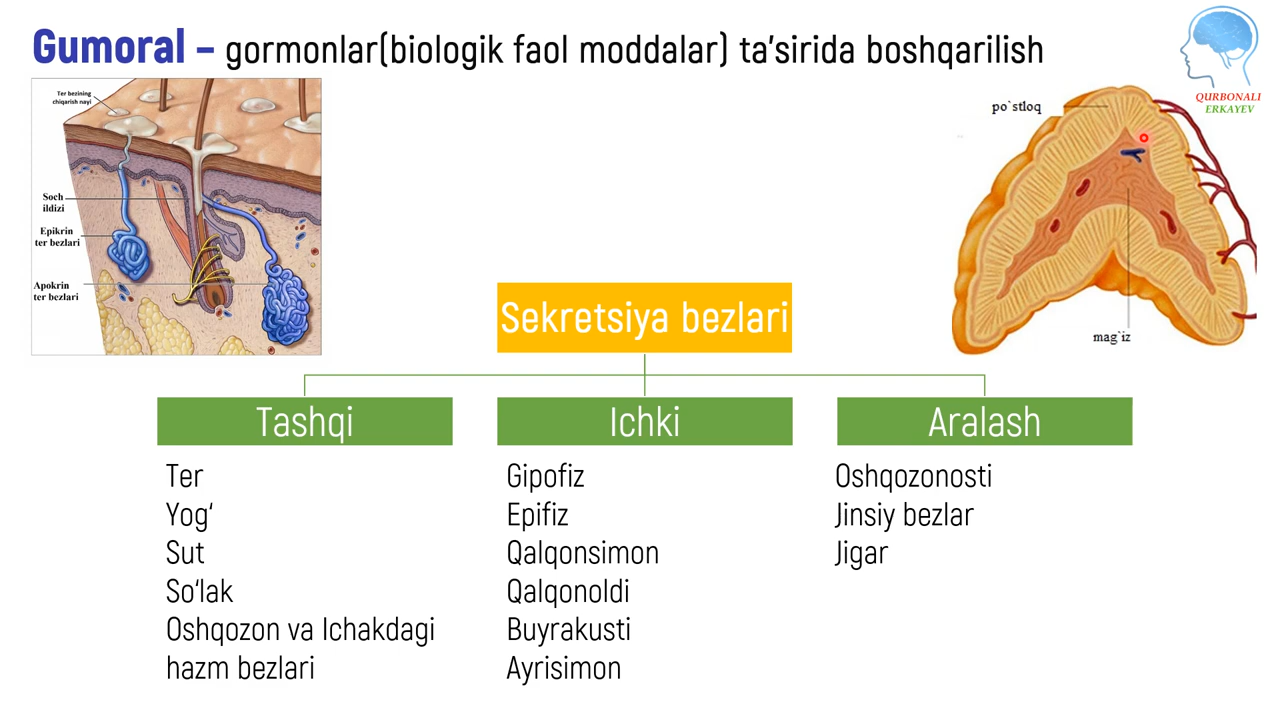 Gumoral – gormonlar(biologik faol moddalar) ta’sirida boshqarilish
QURBONALI
ERKAYEV
Ter bezining
chiqarish nayi
Soch
ildizi
Epikrin
ter bezlari
Apokrin
ter bezlari
po`stloq
mag`iz
Sekretsiya bezlari
Tashqi
Ter
Yog‘
Sut
So‘lak
Oshqozon va Ichakdagi
hazm bezlari
Ichki
Gipofiz
Epifiz
Qalqonsimon
Qalqonoldi
Buyrakusti
Ayrisimon
Aralash
Oshqozonosti
Jinsiy bezlar
Jigar